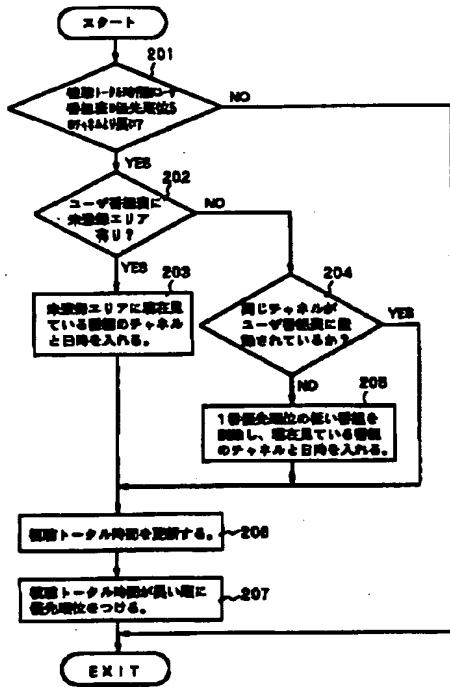 スタート
201
視聴トータル時間がユーザ
番組表の優先順位5
のチャネルより長い?
NO
YES
202
ユーザ番組表に
未登録エリア
有り?
NO
YES
203
未登録エリアに現在見
ている番組のチャネル
と日時を入れる。
204
同じチャネルが
ユーザ番組表に登
録されているか?
YES
NO
205
1番優先順位の低い番組を
削除し、現在見ている番組
のチャネルと日時を入れる。
視聴トータル時間を更新する。
206
視聴トータル時間が長い順に
優先順位をつける。
207
EXIT